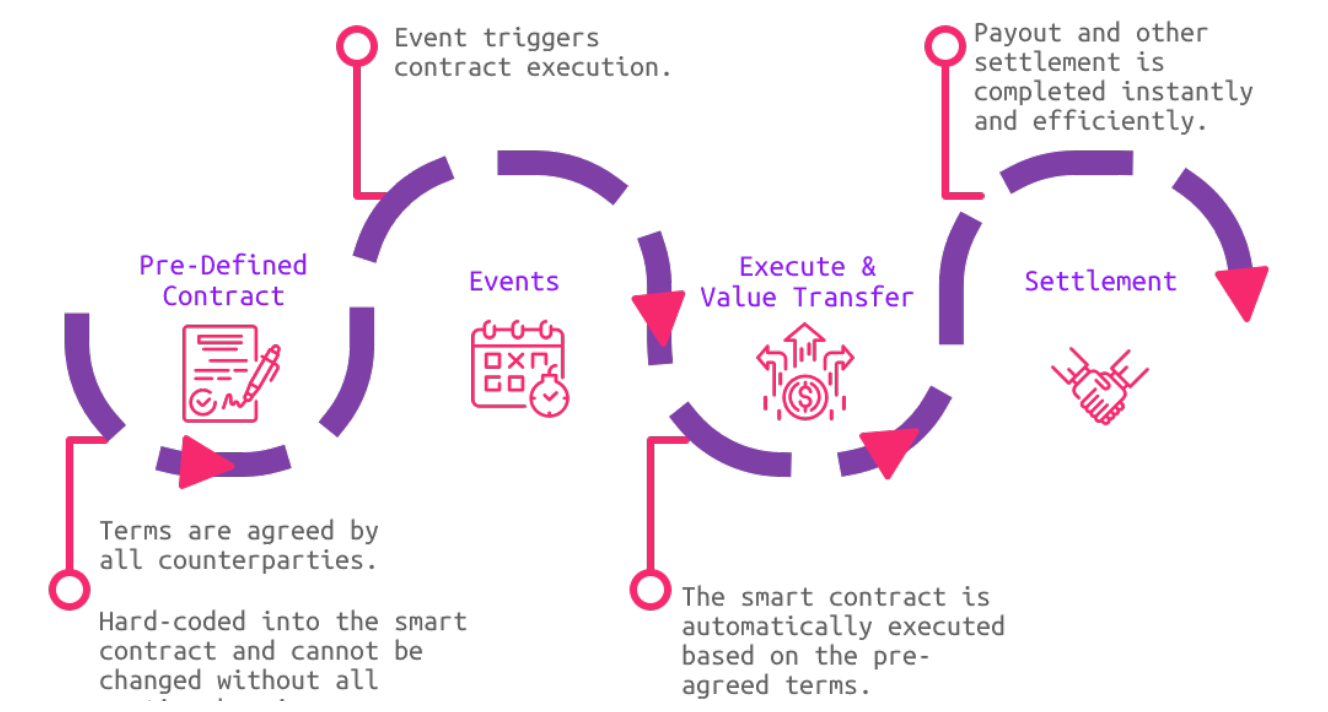 Event triggers
contract execution.
Payout and other
settlement is
completed instantly
and efficiently.
Pre-Defined
Contract
Events
Execute &
Value Transfer
Settlement
Terms are agreed by
all counterparties.
Hard-coded into the smart
contract and cannot be
changed without all
The smart contract is
automatically executed
based on the pre-
agreed terms.